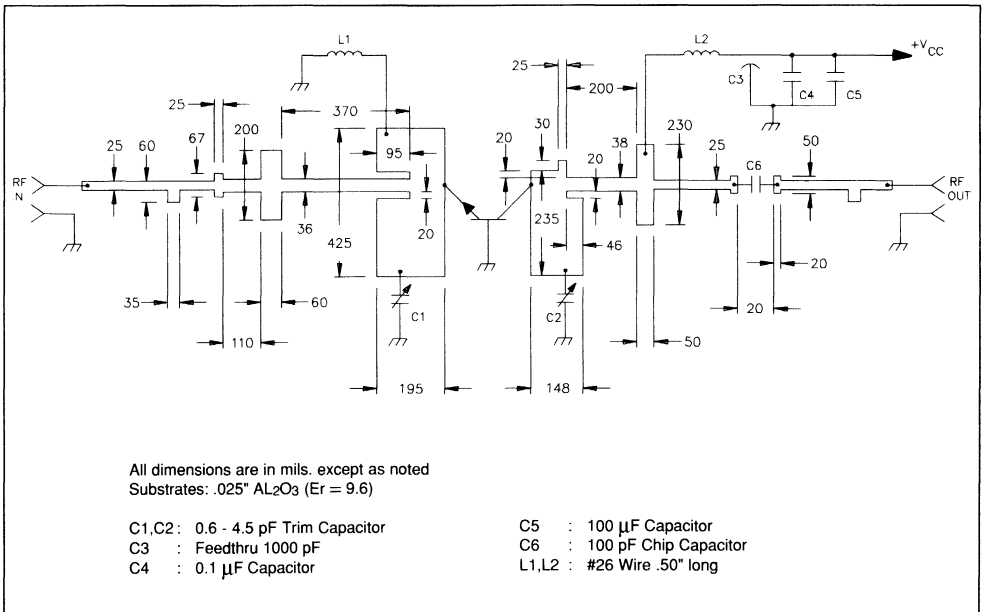 L1
L2
+VCC
25
C3
C4
C5
200
25
370
200
67
30
230
25
60
95
20
38
25
C6
50
20
RF
N
RF
OUT
36
425
20
235
46
20
35
60
C1
C2
20
110
50
195
148
All dimensions are in mils. except as noted
Substrates: .025" AL2O3 (Er = 9.6)
C1,C2 : 0.6 - 4.5 pF Trim Capacitor
C3 : Feedthru 1000 pF
C4 : 0.1 µF Capacitor
C5 : 100 µF Capacitor
C6 : 100 pF Chip Capacitor
L1,L2 : #26 Wire .50" long